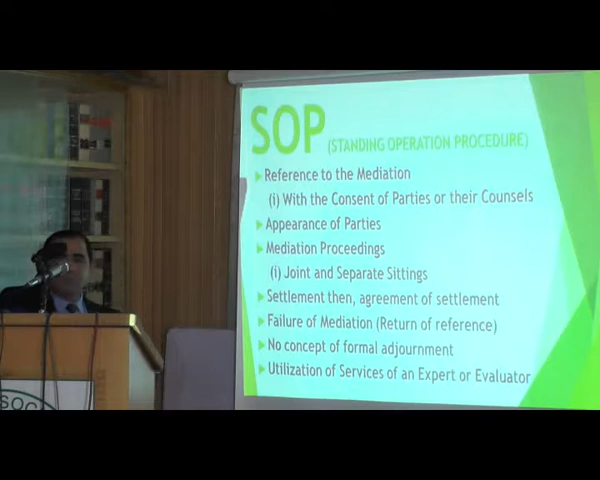 SOP (STANDING OPERATION PROCEDURE)
Reference to the Mediation
(i) With the Consent of Parties or their Counsels
Appearance of Parties
Mediation Proceedings
(i) Joint and Separate Sittings
Settlement then, agreement of settlement
Failure of Mediation (Return of reference)
No concept of formal adjournment
Utilization of Services of an Expert or Evaluator
SOC